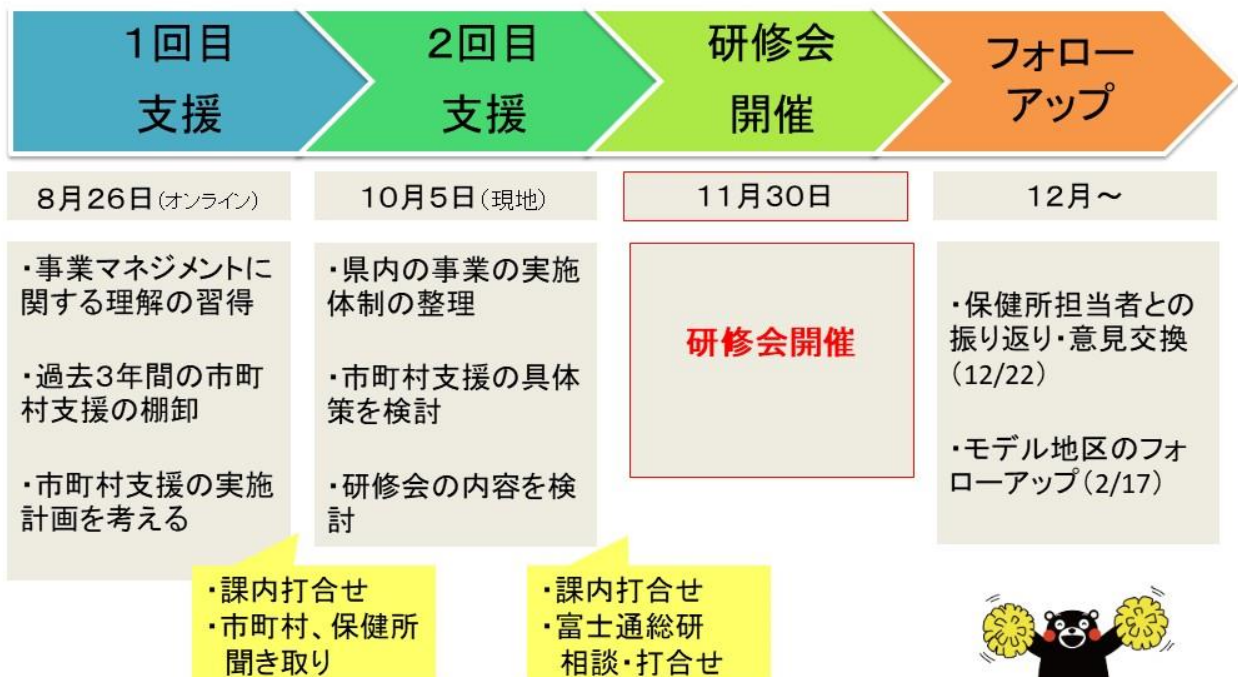 1回目
支援
2回目
支援
研修会
開催
フォロー
アップ
8月26日(オンライン)
10月5日(現地)
11月30日
12月~
・事業マネジメントに
関する理解の習得
・過去3年間の市町
村支援の棚卸
・市町村支援の実施
計画を考える
・県内の事業の実施
体制の整理
・市町村支援の具体
策を検討
・研修会の内容を検
討
研修会開催
・保健所担当者との
振り返り・意見交換
(12/22)
・モデル地区のフォ
ローアップ(2/17)
・課内打合せ
・市町村、保健所
聞き取り
・課内打合せ
・富士通総研
相談・打合せ